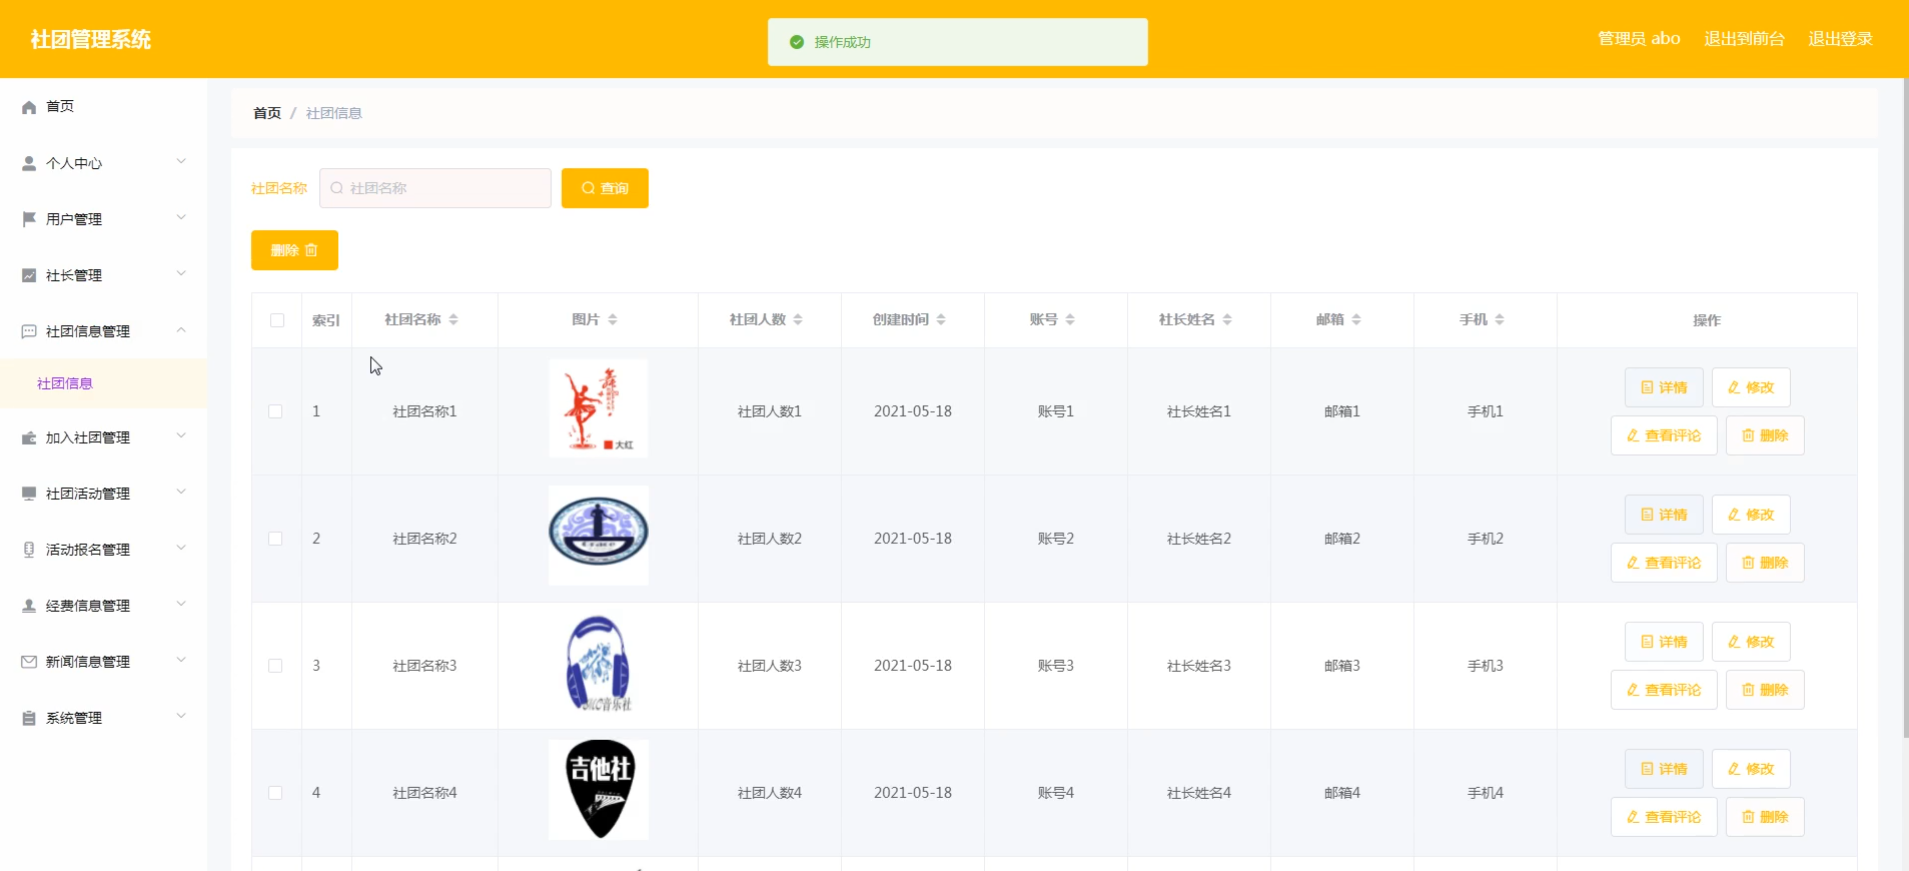 社团管理系统
操作成功
管理员 abo 退出到前台 退出登录
首页
个人中心
用户管理
社长管理
社团信息管理
社团信息
加入社团管理
社团活动管理
活动报名管理
经费信息管理
新闻信息管理
系统管理
首页 / 社团信息
社团名称 社团名称 查询
删除
索引 社团名称 图片 社团人数 创建时间 账号 社长姓名 邮箱 手机 操作
1 社团名称1 大红 社团人数1 2021-05-18 账号1 社长姓名1 邮箱1 手机1 详情 修改
查看评论 删除
2 社团名称2 社团人数2 2021-05-18 账号2 社长姓名2 邮箱2 手机2 详情 修改
查看评论 删除
3 社团名称3 音乐社 社团人数3 2021-05-18 账号3 社长姓名3 邮箱3 手机3 详情 修改
查看评论 删除
4 社团名称4 吉他社 社团人数4 2021-05-18 账号4 社长姓名4 邮箱4 手机4 详情 修改
查看评论 删除